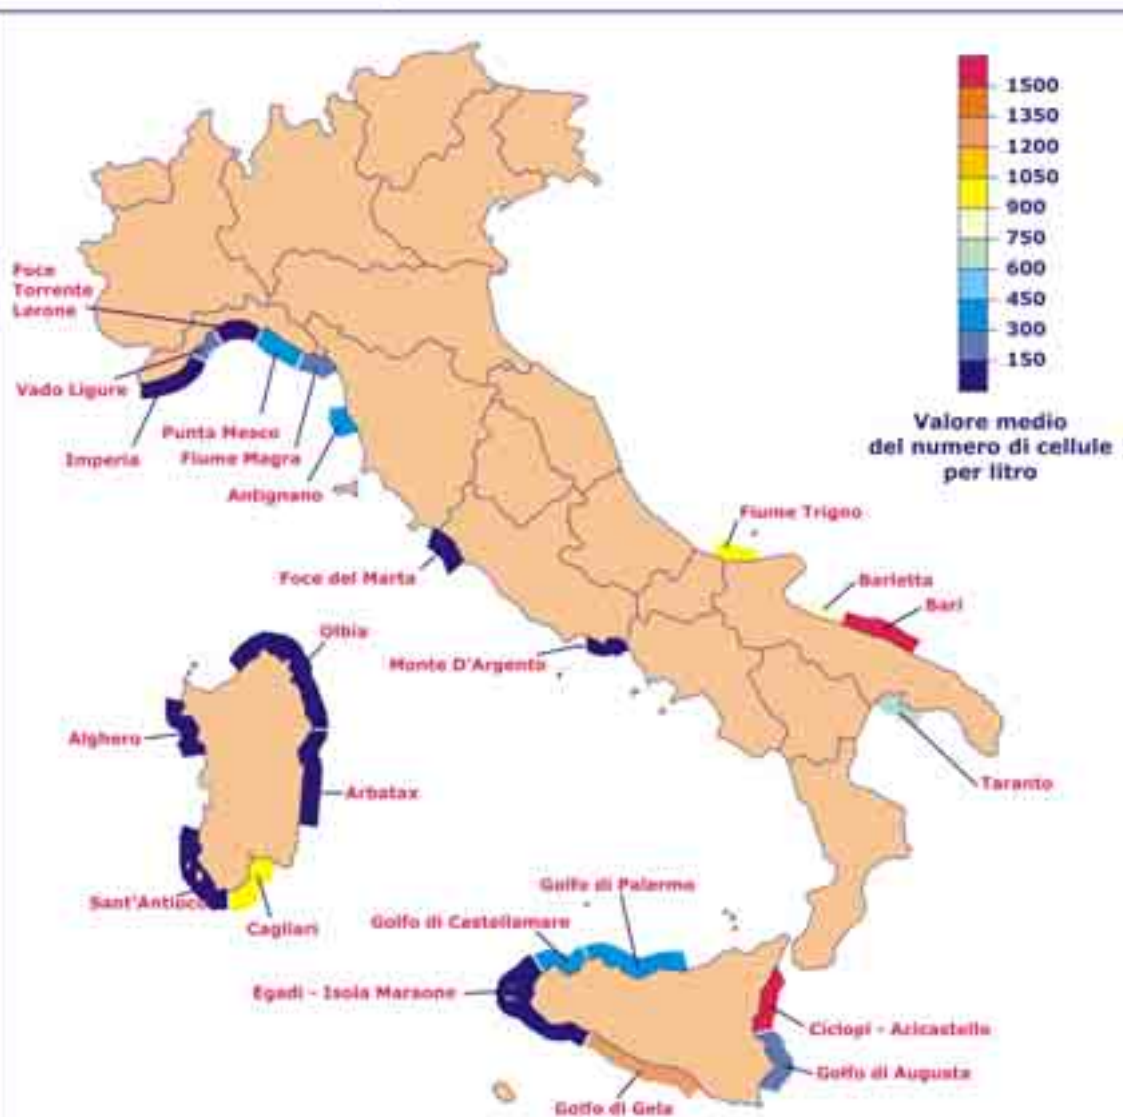 1500
1350
1200
1050
900
750
600
450
300
150
Valore medio
del numero di cellule
per litro
Foce
Torrente
Lerone
Vado Ligure
Imperia
Punta Mesco
Fiume Magra
Antignano
Foce del Marta
Monte D'Argento
Fiume Trigno
Barletta
Bari
Taranto
Olbia
Alghero
Arbatax
Sant'Antioco
Cagliari
Golfo di Palermo
Golfo di Castellamare
Egadi - Isola Maraone
Ciclopi - Acicastello
Golfo di Augusta
Golfo di Gela